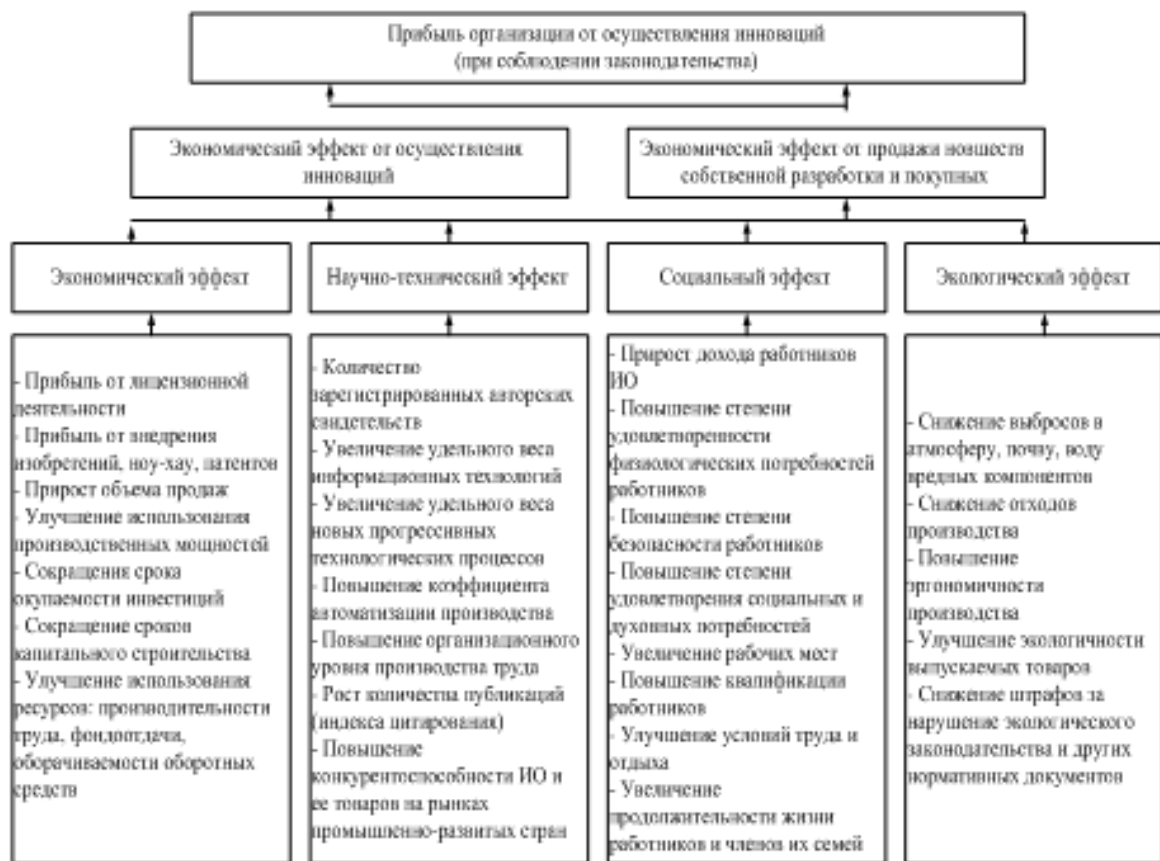 Прибыль организации от осуществления инноваций
(при соблюдении законодательства)
Экономический эффект от осуществления
инноваций
Экономический эффект от продажи новшеств
собственной разработки и покупных
Экономический эффект
Научно-технический эффект
Социальный эффект
Экологический эффект
- Прибыль от лицензионной
деятельности
- Прибыль от внедрения
изобретений, ноу-хау, патентов
- Прирост объема продаж
- Улучшение использования
производственных мощностей
- Сокращения срока
окупаемости инвестиций
- Сокращение сроков
капитального строительства
- Улучшение использования
ресурсов: производительности
труда, фондоотдачи,
оборачиваемости оборотных
средств
- Количество
зарегистрированных авторских
свидетельств
- Увеличение удельного веса
информационных технологий
- Увеличение удельного веса
новых прогрессивных
технологических процессов
- Повышение коэффициента
автоматизации производства
- Повышение организационного
уровня производства труда
- Рост количества публикаций
(индекса цитирования)
- Повышение
конкурентоспособности ИО и
ее товаров на рынках
промышленно-развитых стран
- Прирост дохода работников
ИО
- Повышение степени
удовлетворенности
физиологических потребностей
работников
- Повышение степени
безопасности работников
- Повышение степени
удовлетворения социальных и
духовных потребностей
- Увеличение рабочих мест
- Повышение квалификации
работников
- Улучшение условий труда и
отдыха
- Увеличение
продолжительности жизни
работников и членов их семей
- Снижение выбросов в
атмосферу, почву, воду
вредных компонентов
- Снижение отходов
производства
- Повышение
эргономичности
производства
- Улучшение экологичности
выпускаемых товаров
- Снижение штрафов за
нарушение экологического
законодательства и других
нормативных документов